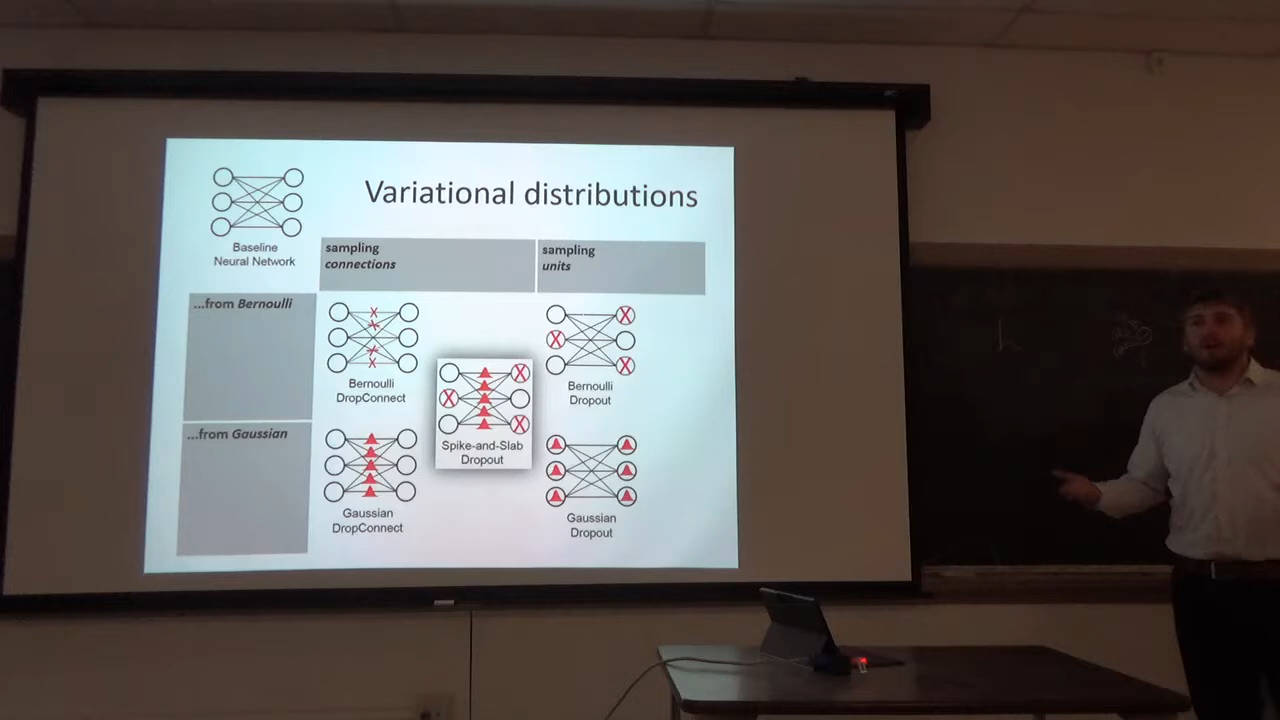 Variational distributions
Baseline
Neural Network
sampling
connections
sampling
units
...from Bernoulli
Bernoulli
DropConnect
Bernoulli
Dropout
Spike-and-Slab
Dropout
...from Gaussian
Gaussian
DropConnect
Gaussian
Dropout
h